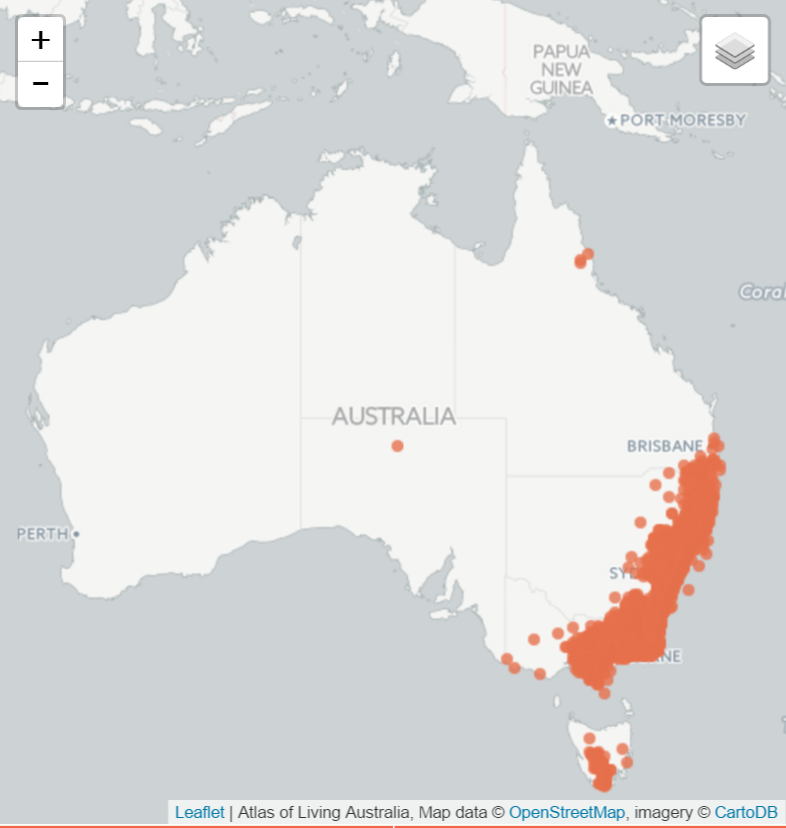 +
−
PAPUA
NEW
GUINEA
PORT MORESBY
Coral
AUSTRALIA
BRISBANE
PERTH
SY
NE
Leaflet | Atlas of Living Australia, Map data © OpenStreetMap, imagery © CartoDB